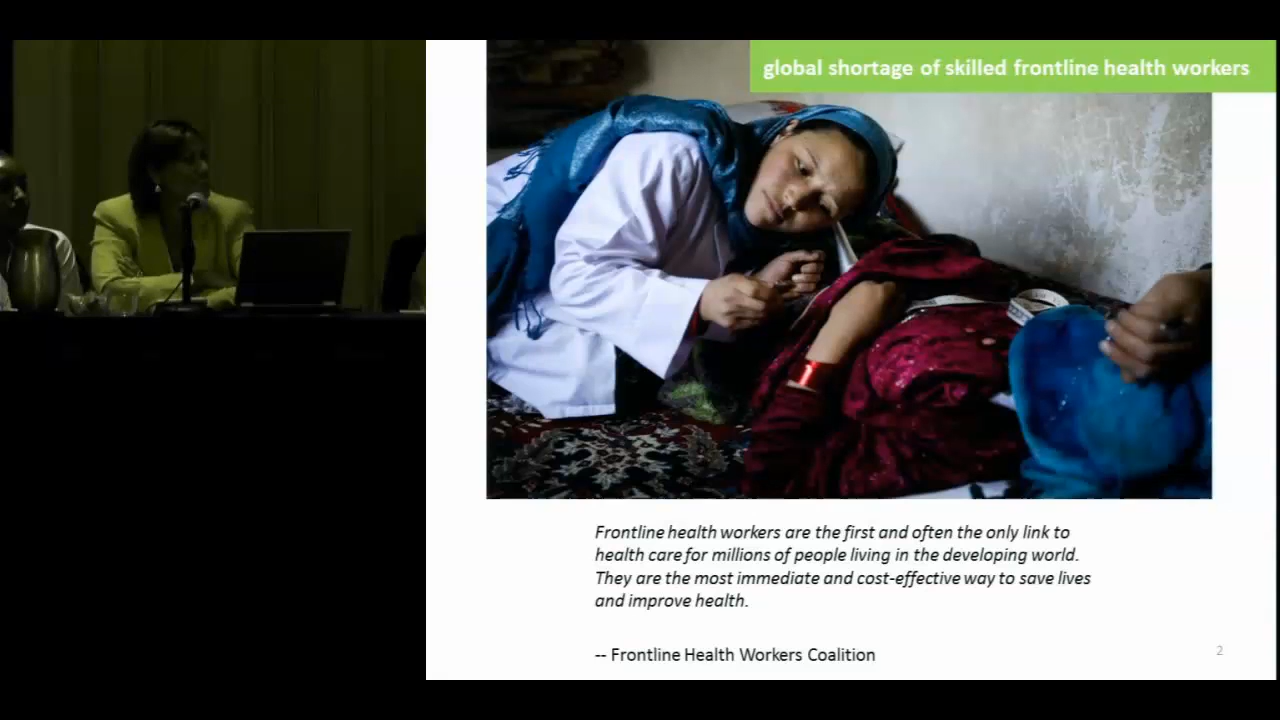 global shortage of skilled frontline health workers
Frontline health workers are the first and often the only link to
health care for millions of people living in the developing world.
They are the most immediate and cost-effective way to save lives
and improve health.
-- Frontline Health Workers Coalition
2